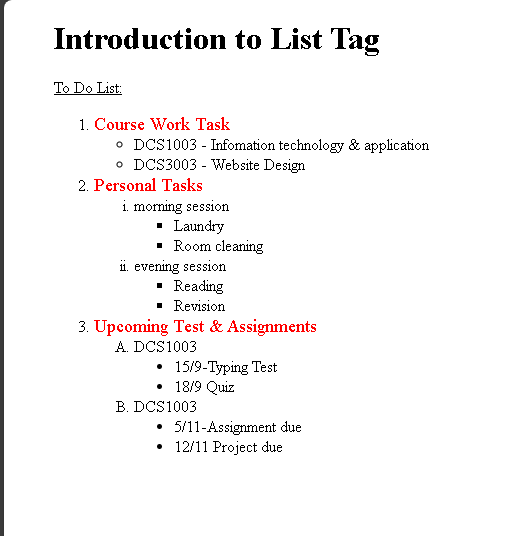 Introduction to List Tag
To Do List:
1. Course Work Task
DCS1003 - Infomation technology & application
DCS3003 - Website Design
2. Personal Tasks
i. morning session
Laundry
Room cleaning
ii. evening session
Reading
Revision
3. Upcoming Test & Assignments
A. DCS1003
15/9-Typing Test
18/9 Quiz
B. DCS1003
5/11-Assignment due
12/11 Project due